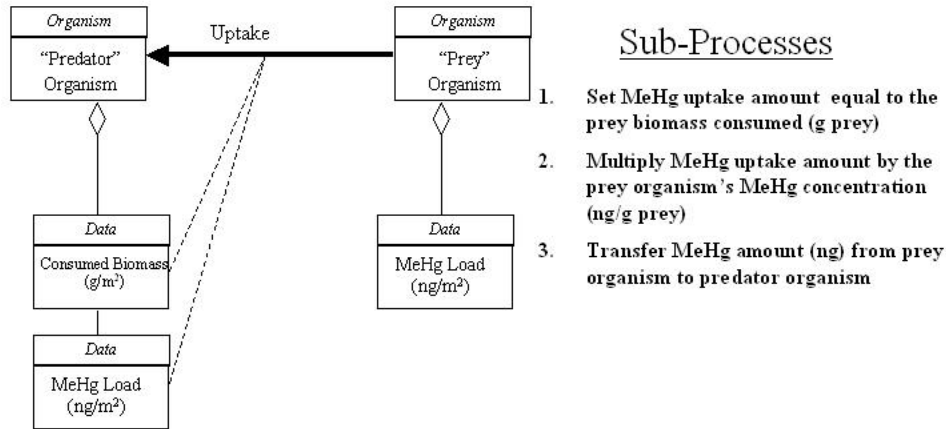 Organism
“Predator”
Organism
Uptake
Organism
“Prey”
Organism
Data
Consumed Biomass
(g/m²)
Data
MeHg Load
(ng/m²)
Data
MeHg Load
(ng/m²)
Sub-Processes
1. Set MeHg uptake amount equal to the
prey biomass consumed (g prey)
2. Multiply MeHg uptake amount by the
prey organism’s MeHg concentration
(ng/g prey)
3. Transfer MeHg amount (ng) from prey
organism to predator organism